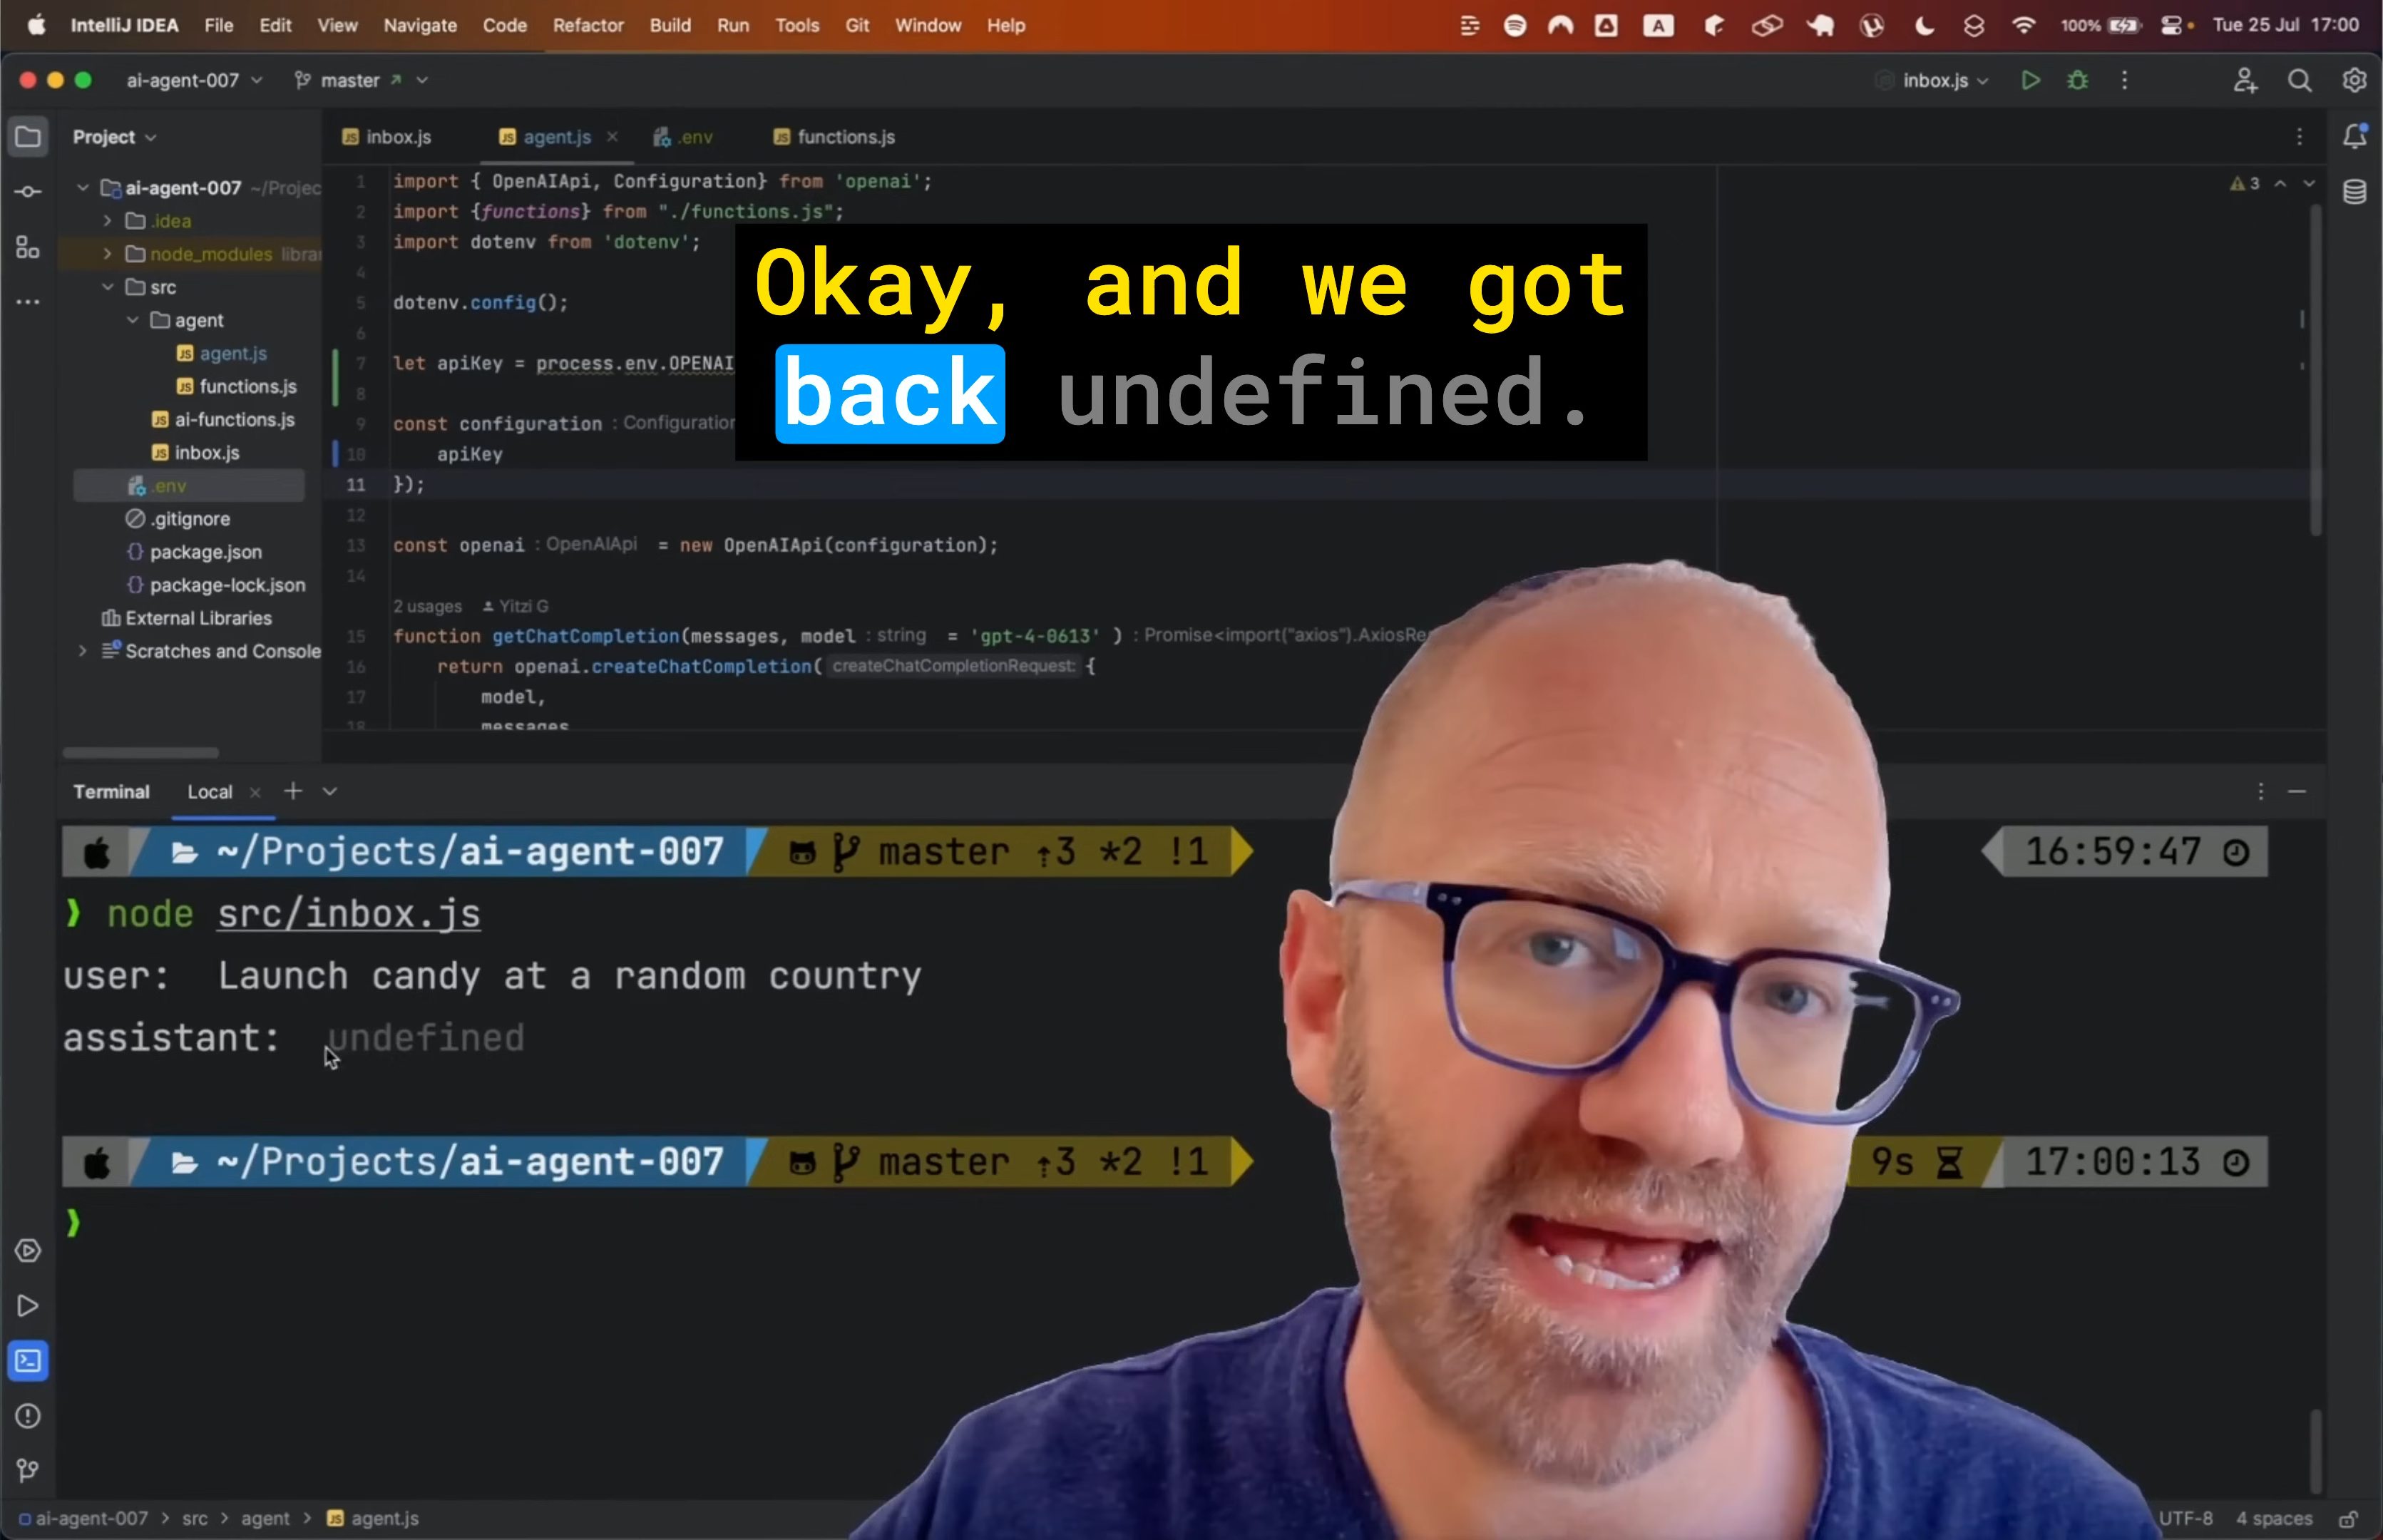 IntelliJ IDEA File Edit View Navigate Code Refactor Build Run Tools Git Window Help
A 100% Tue 25 Jul 17:00
ai-agent-007 master inbox.js
Project
inbox.js agent.js .env functions.js
ai-agent-007 ~/Projec
.idea
node_modules librar
src
agent
agent.js
functions.js
ai-functions.js
inbox.js
.env
.gitignore
package.json
package-lock.json
External Libraries
Scratches and Console
3
1 import { OpenAIApi, Configuration} from 'openai';
2 import {functions} from "./functions.js";
3 import dotenv from 'dotenv';
4
5 dotenv.config();
6
7 let apiKey = process.env.OPENAI
8
9 const configuration : Configuration
10 apiKey
11 });
12
13 const openai : OpenAIApi = new OpenAIApi(configuration);
14
2 usages Yitzi G
15 function getChatCompletion(messages, model : string = 'gpt-4-0613' ) : Promise<import("axios").AxiosRe
16 return openai.createChatCompletion( createChatCompletionRequest: {
17 model,
18 messages
Okay, and we got
back undefined.
Terminal Local
~/Projects/ai-agent-007 master ↑3 *2 !1 16:59:47
❯ node src/inbox.js
user: Launch candy at a random country
assistant: undefined
~/Projects/ai-agent-007 master ↑3 *2 !1 9s 17:00:13
❯
ai-agent-007 > src > agent > agent.js UTF-8 4 spaces